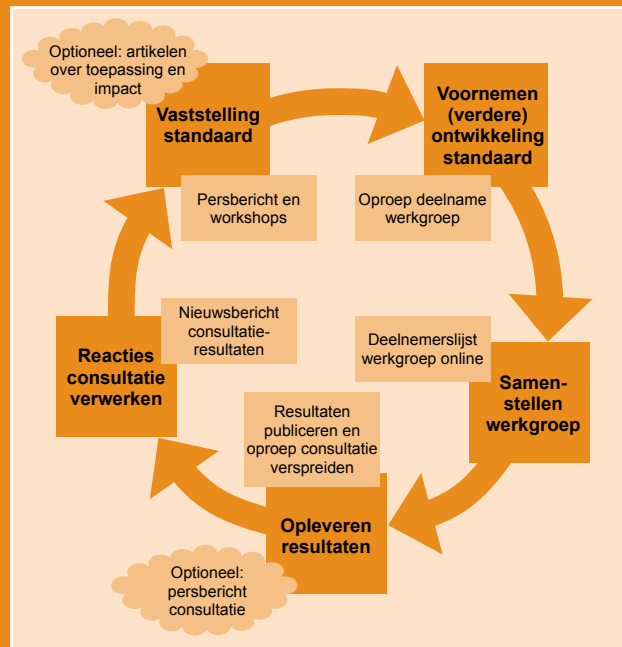 Optioneel: artikelen
over toepassing en
impact
Vaststelling
standaard
Persbericht en
workshops
Voornemen
(verdere)
ontwikkeling
standaard
Oproep deelname
werkgroep
Deelnemerslijst
werkgroep online
Samen-
stellen
werkgroep
Resultaten
publiceren en
oproep consultatie
verspreiden
Opleveren
resultaten
Optioneel:
persbericht
consultatie
Nieuwsbericht
consultatie-
resultaten
Reacties
consultatie
verwerken